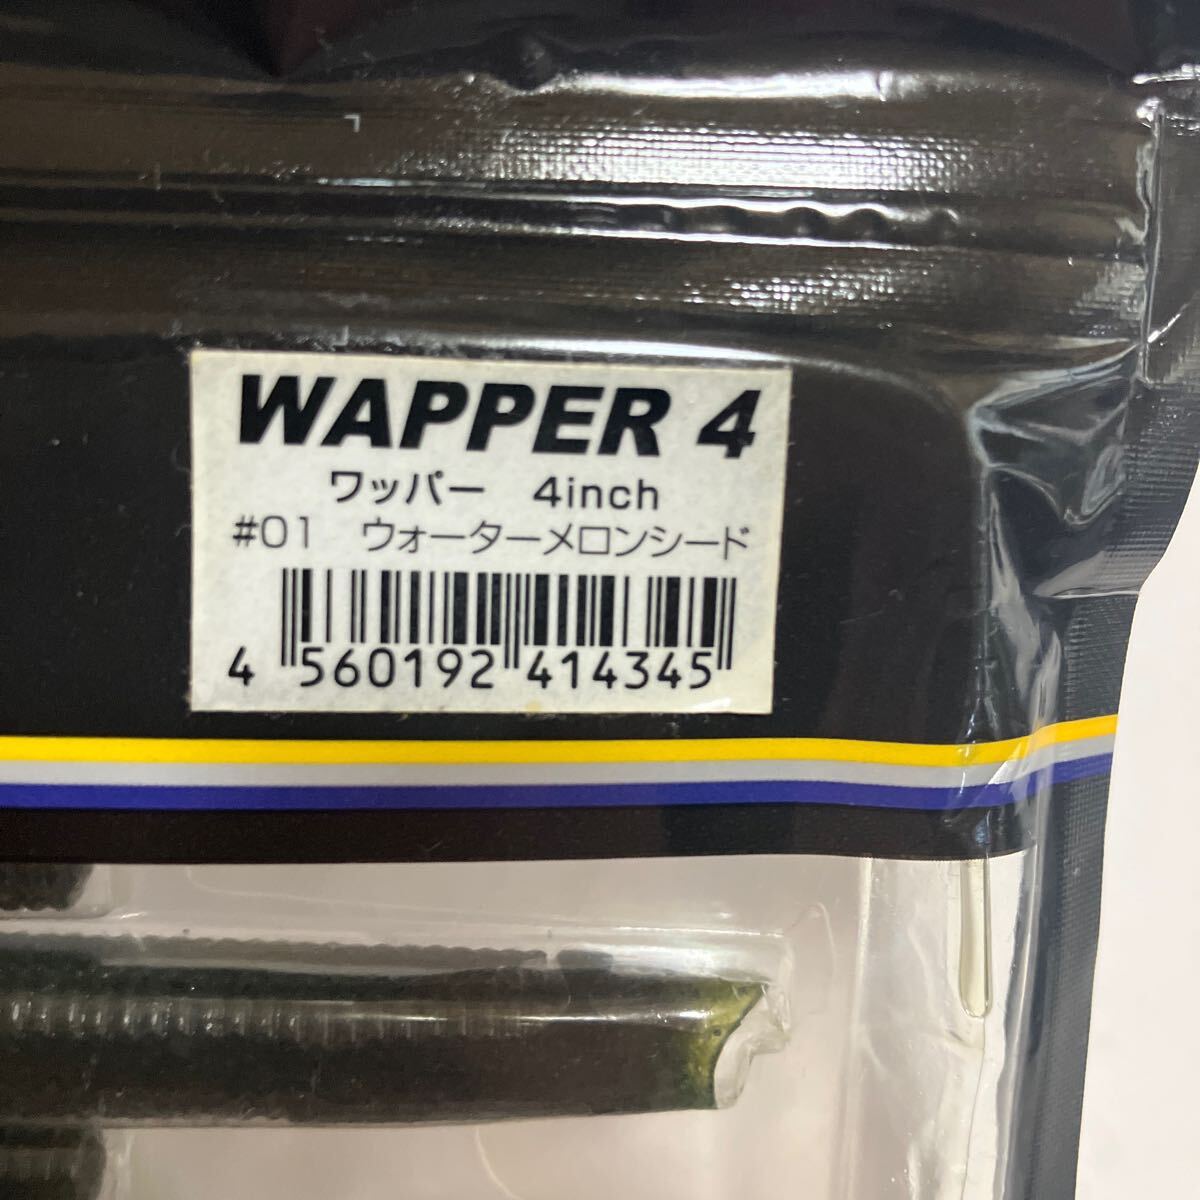 WAPPER 4
ワッパー　4inch
#01　ウォーターメロンシード
4 560192 414345